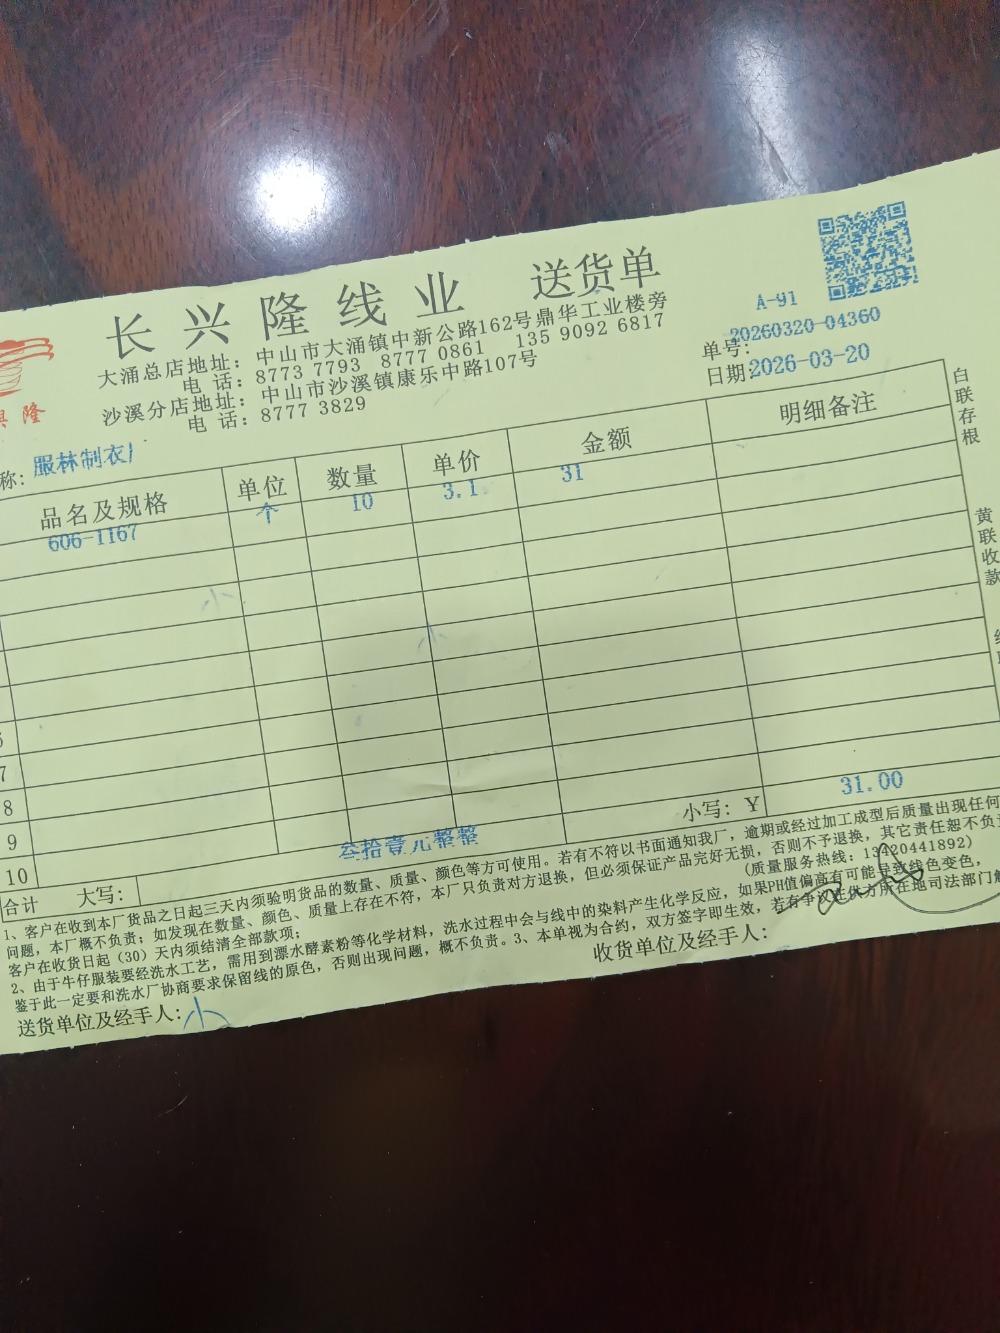 长兴隆线业 送货单
A-91
大涌总店地址：中山市大涌镇中新公路162号鼎华工业楼旁
电 话：8773 7793 8777 0861 135 9092 6817
沙溪分店地址：中山市沙溪镇康乐中路107号
电 话：8777 3829
单号：20260320-04360
日期：2026-03-20
隆
称：服林制衣厂
品名及规格 单位 数量 单价 金额 明细备注
606-1167 个 10 3.1 31
7
8
9
10
小写：Y 31.00
合计 大写：叁拾壹元整整
1、客户在收到本厂货品之日起三天内须验明货品的数量、质量、颜色等方可使用。若有不符以书面通知我厂，逾期或经过加工成型后质量出现任何
问题，本厂概不负责；如发现在数量、颜色、质量上存在不符，本厂只负责对方退换，但必须保证产品完好无损，否则不予退换，其它责任恕不负责
客户在收货日起（30）天内须结清全部款项；
2、由于牛仔服装要经洗水工艺，需用到漂水酵素粉等化学材料，洗水过程中会与线中的染料产生化学反应，如果PH值偏高有可能导致线色变色，
鉴于此一定要和洗水厂协商要求保留线的原色，否则出现问题，概不负责。3、本单视为合约，双方签字即生效，若有争议
所在地司法部门
送货单位及经手人：
收货单位及经手人：
白联存根
黄联收款